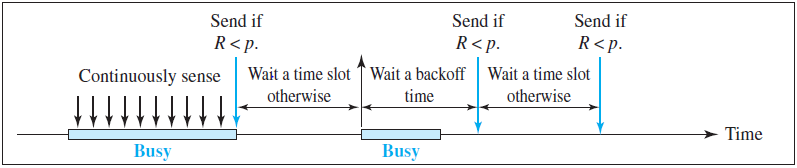 Send if
R < p.
Send if
R < p.
Send if
R < p.
Continuously sense
Wait a time slot
otherwise
Wait a backoff
time
Wait a time slot
otherwise
Time
Busy
Busy